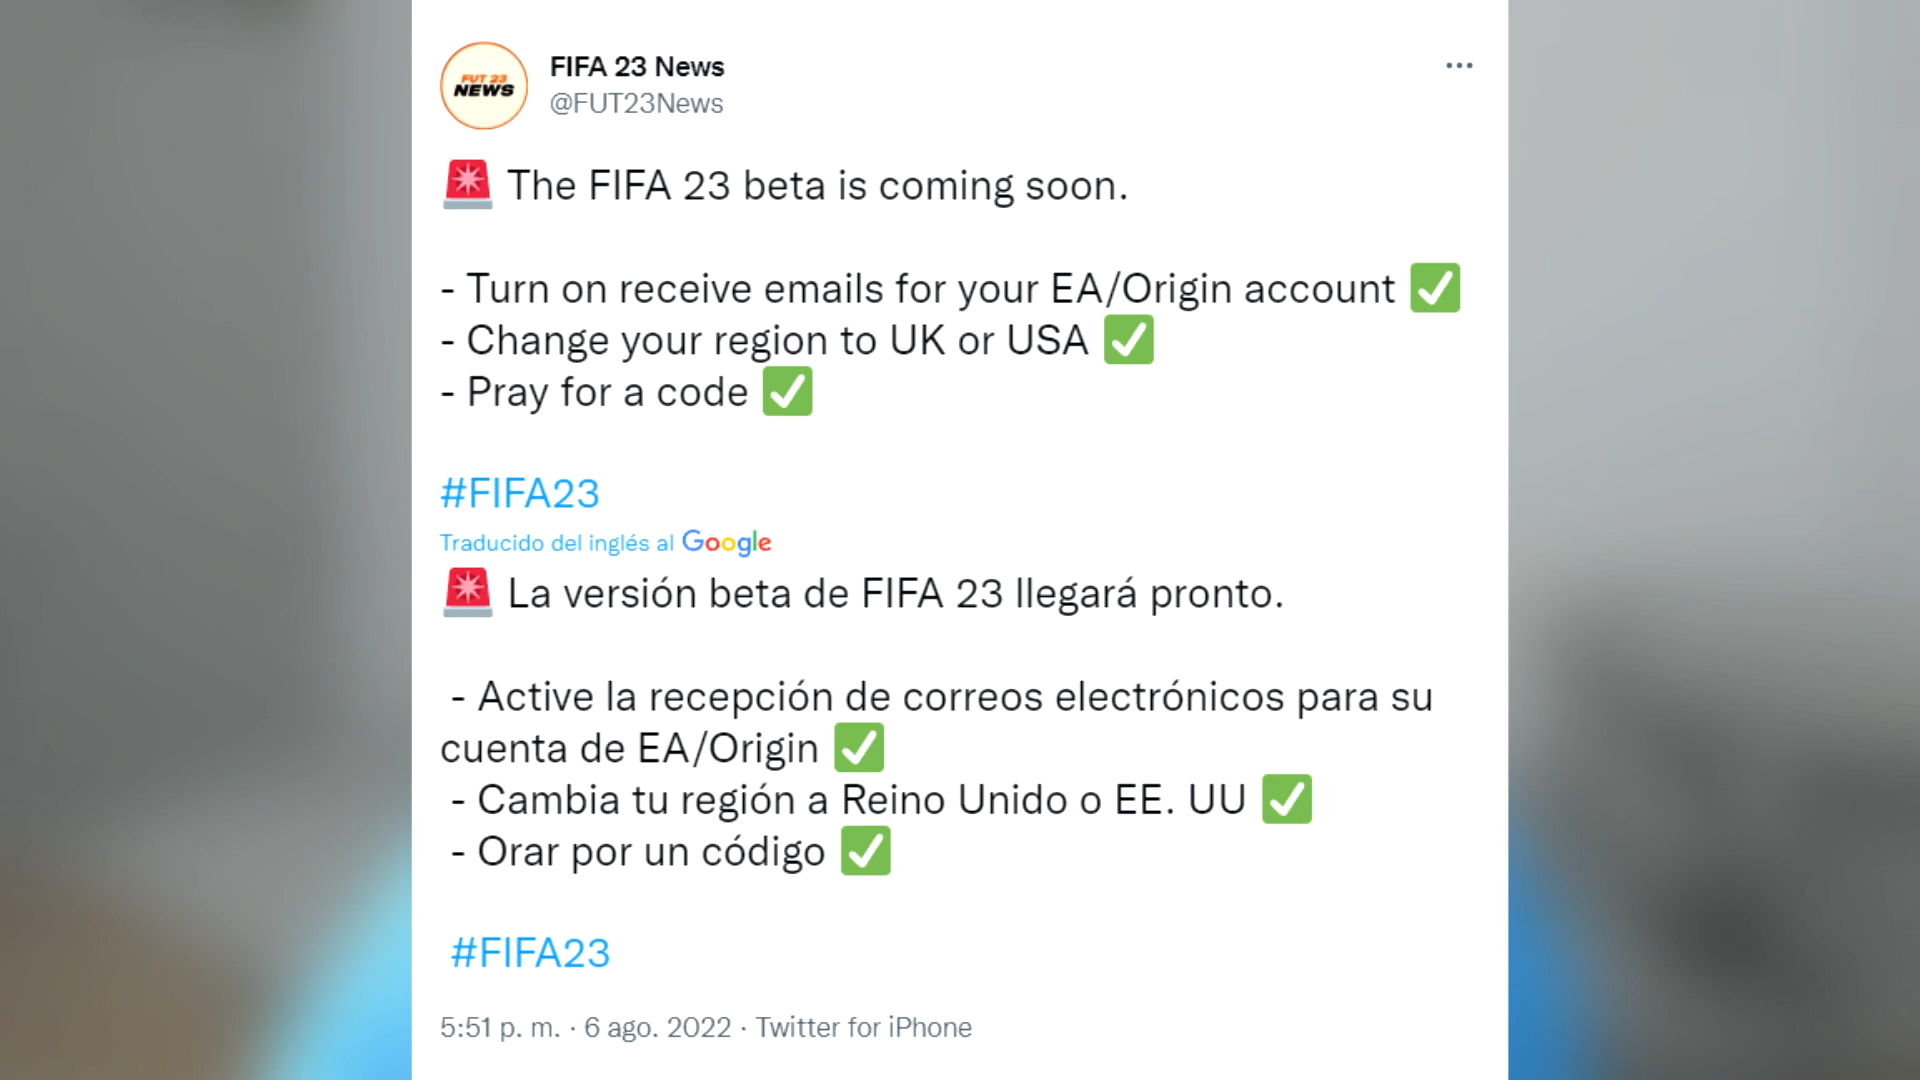 FUT 23
NEWS
FIFA 23 News
@FUT23News
🚨 The FIFA 23 beta is coming soon.
- Turn on receive emails for your EA/Origin account ✅
- Change your region to UK or USA ✅
- Pray for a code ✅
#FIFA23
Traducido del inglés al Google
🚨 La versión beta de FIFA 23 llegará pronto.
- Active la recepción de correos electrónicos para su
cuenta de EA/Origin ✅
- Cambia tu región a Reino Unido o EE. UU ✅
- Orar por un código ✅
#FIFA23
5:51 p. m. · 6 ago. 2022 · Twitter for iPhone